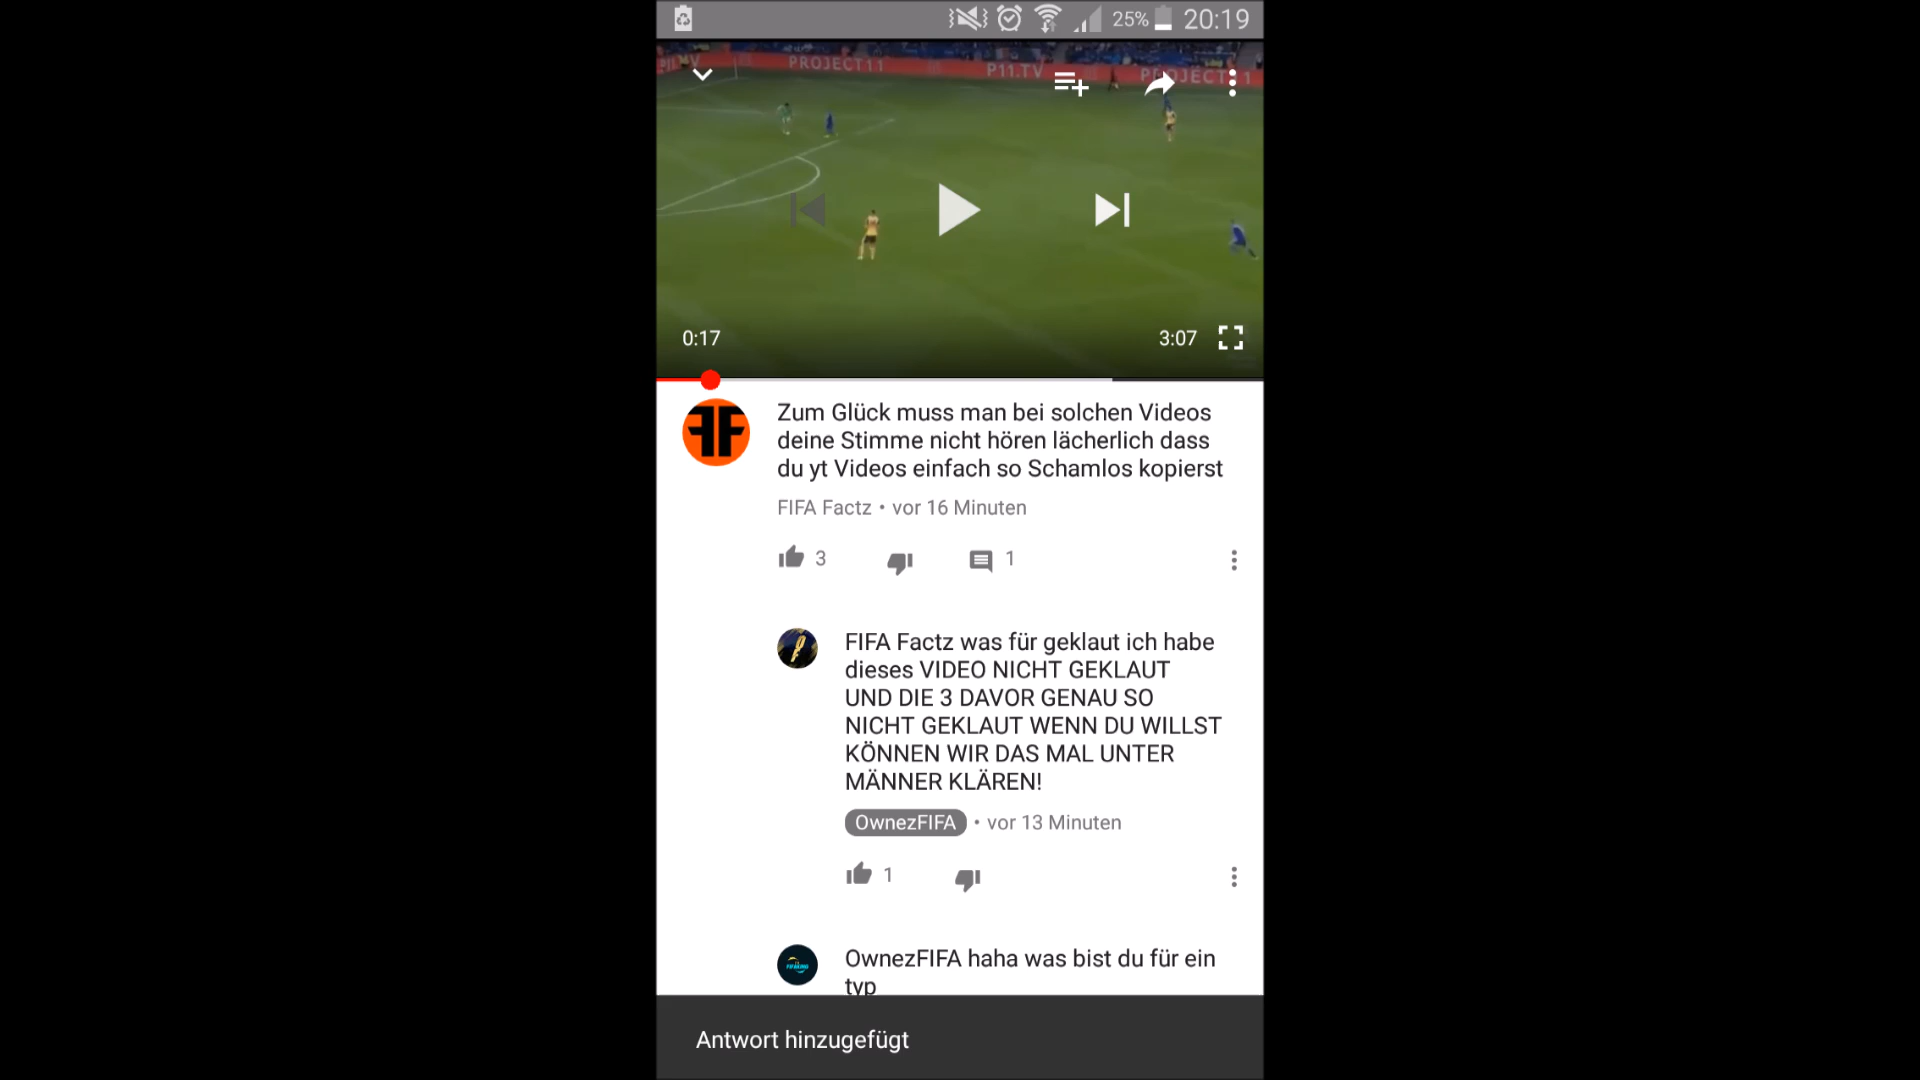 25% 20:19
PROJECT11
P11.TV
PROJECT11
0:17
3:07
Zum Glück muss man bei solchen Videos
deine Stimme nicht hören lächerlich dass
du yt Videos einfach so Schamlos kopierst
FIFA Factz • vor 16 Minuten
3
1
FIFA Factz was für geklaut ich habe
dieses VIDEO NICHT GEKLAUT
UND DIE 3 DAVOR GENAU SO
NICHT GEKLAUT WENN DU WILLST
KÖNNEN WIR DAS MAL UNTER
MÄNNER KLÄREN!
OwnezFIFA • vor 13 Minuten
1
OwnezFIFA haha was bist du für ein
typ
Antwort hinzugefügt